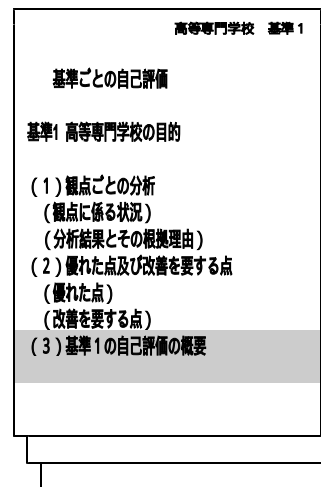 高等専門学校　基準１
基準ごとの自己評価
基準1 高等専門学校の目的
（１）観点ごとの分析
（観点に係る状況）
（分析結果とその根拠理由）
（２）優れた点及び改善を要する点
（優れた点）
（改善を要する点）
（３）基準１の自己評価の概要